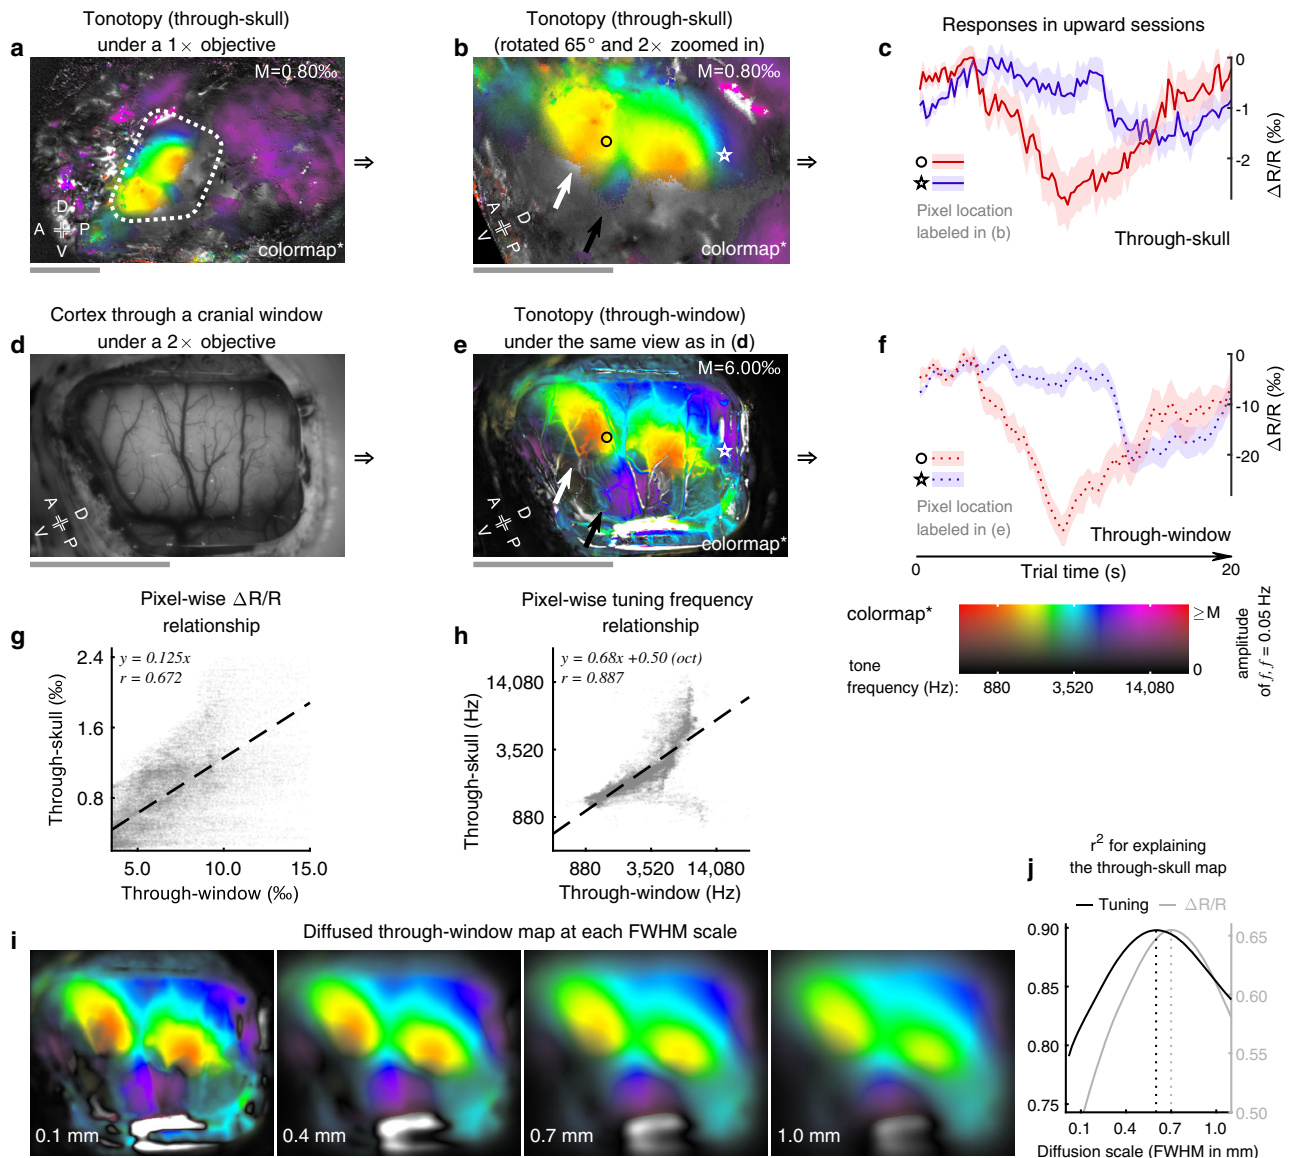 Tonotopy (through-skull)
under a 1× objective
a
M=0.80‰
D
A P
V
colormap*
⇒
Tonotopy (through-skull)
(rotated 65° and 2× zoomed in)
b
M=0.80‰
A D
V P
colormap*
⇒
Responses in upward sessions
c
0
-1
-2
ΔR/R (‰)
Pixel location
labeled in (b)
Through-skull
Cortex through a cranial window
under a 2× objective
d
A D
V P
⇒
Tonotopy (through-window)
under the same view as in (d)
e
M=6.00‰
A D
V P
colormap*
⇒
f
0
-10
-20
ΔR/R (‰)
Pixel location
labeled in (e)
Through-window
0 20
Trial time (s)
colormap*
≥M
0
amplitude
of f, f = 0.05 Hz
tone
frequency (Hz):
880 3,520 14,080
Pixel-wise ΔR/R
relationship
g
y = 0.125x
r = 0.672
2.4
1.6
0.8
Through-skull (‰)
5.0 10.0 15.0
Through-window (‰)
Pixel-wise tuning frequency
relationship
h
y = 0.68x +0.50 (oct)
r = 0.887
14,080
3,520
880
Through-skull (Hz)
880 3,520 14,080
Through-window (Hz)
i
Diffused through-window map at each FWHM scale
0.1 mm
0.4 mm
0.7 mm
1.0 mm
r² for explaining
the through-skull map
j
Tuning ΔR/R
0.90
0.85
0.80
0.75
0.65
0.60
0.55
0.50
0.1 0.4 0.7 1.0
Diffusion scale (FWHM in mm)